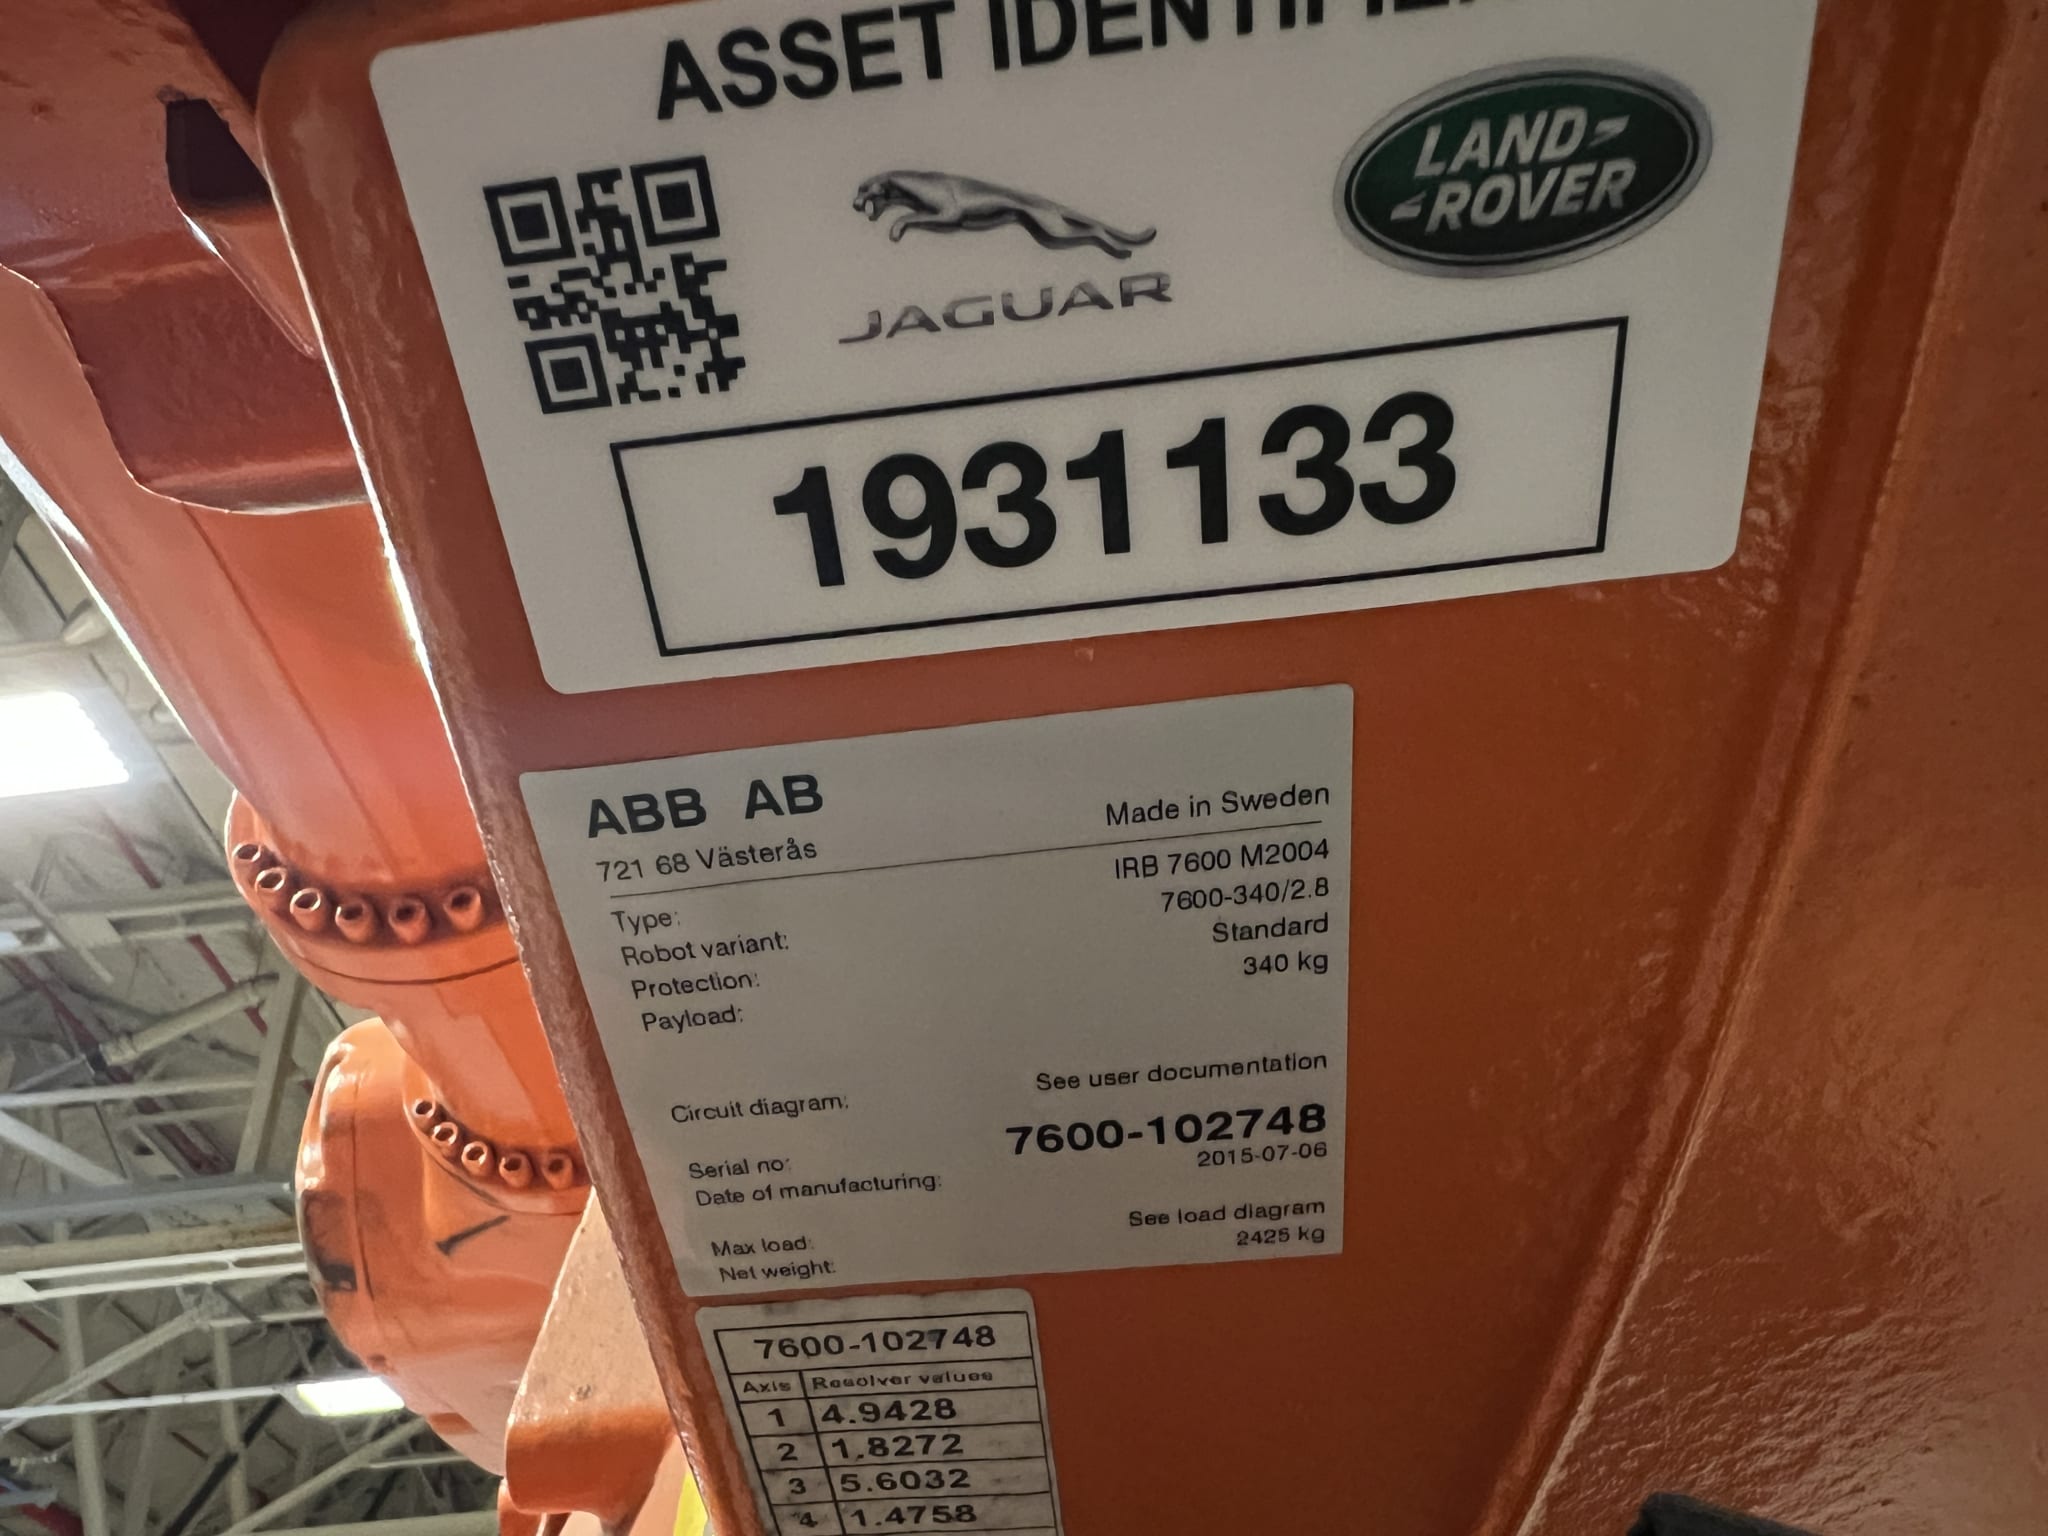 ASSET IDENTIFIE
LAND
ROVER
JAGUAR
1931133
ABB AB
721 68 Västerås
Made in Sweden
Type: IRB 7600 M2004
Robot variant: 7600-340/2.8
Protection: Standard
Payload: 340 kg
Circuit diagram: See user documentation
Serial no: 7600-102748
Date of manufacturing: 2015-07-06
Max load: See load diagram
Net weight: 2425 kg
7600-102748
Axis Resolver values
1 4.9428
2 1.8272
3 5.6032
4 1.4758